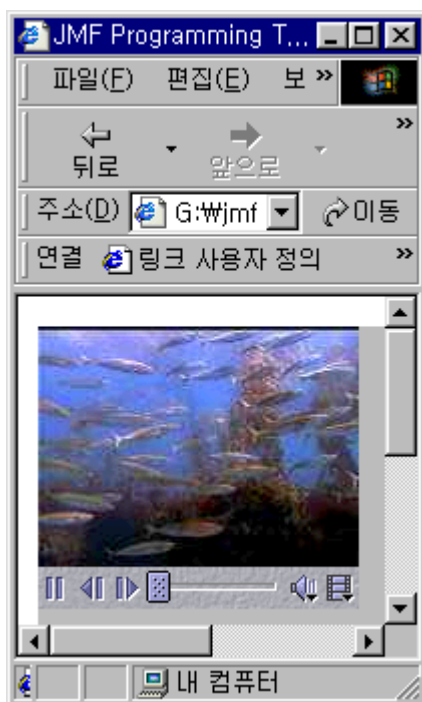 JMF Programming T...
파일(F) 편집(E) 보 »
뒤로 앞으로 »
주소(D) G:₩jmf 이동
연결 링크 사용자 정의 »
내 컴퓨터